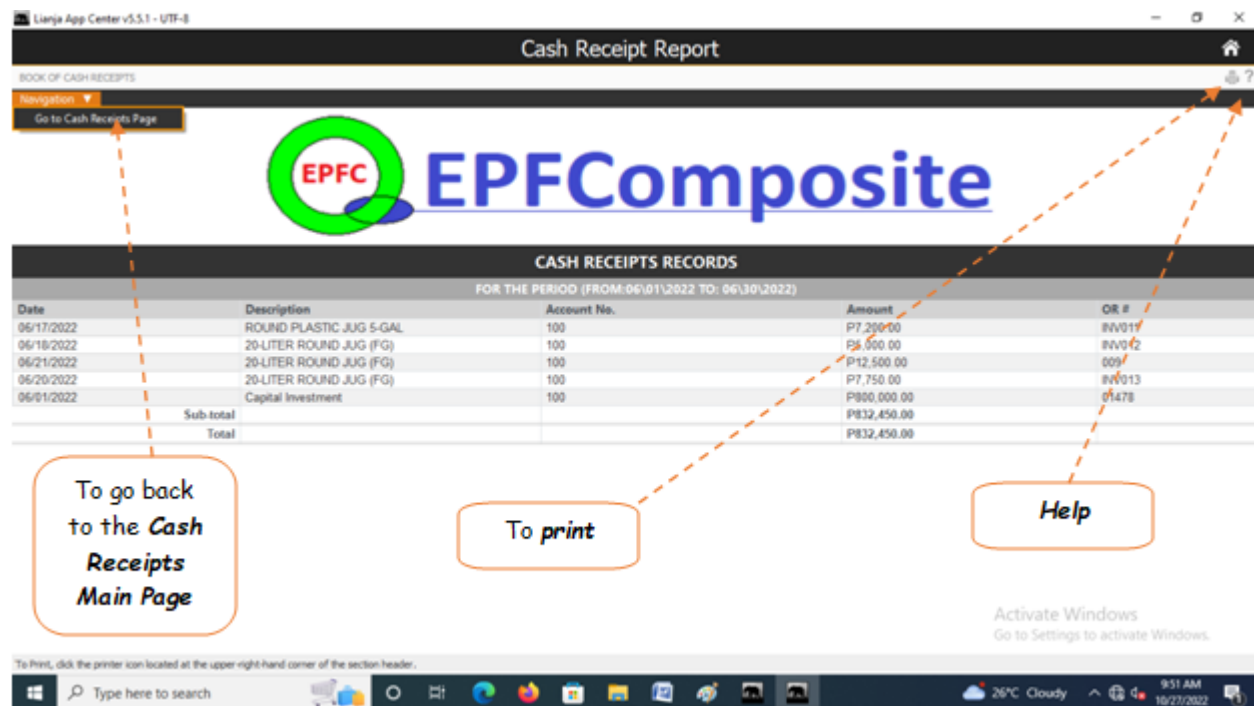 Lianja App Center v5.5.1 - UTF-8
Cash Receipt Report
BOOK OF CASH RECEIPTS
?
Navigation ▼
Go to Cash Receipts Page
EPFC
EPFComposite
CASH RECEIPTS RECORDS
FOR THE PERIOD (FROM:06\01\2022 TO: 06\30\2022)
Date Description Account No. Amount OR #
06/17/2022 ROUND PLASTIC JUG 5-GAL 100 P7,200.00 INV011
06/18/2022 20-LITER ROUND JUG (FG) 100 P5,000.00 INV012
06/21/2022 20-LITER ROUND JUG (FG) 100 P12,500.00 009
06/20/2022 20-LITER ROUND JUG (FG) 100 P7,750.00 INV013
06/01/2022 Capital Investment 100 P800,000.00 01478
Sub-total P832,450.00
Total P832,450.00
To go back
to the Cash
Receipts
Main Page
To print
Help
Activate Windows
Go to Settings to activate Windows.
To Print, click the printer icon located at the upper-right-hand corner of the section header.
Type here to search
26°C Cloudy
9:51 AM
10/27/2022